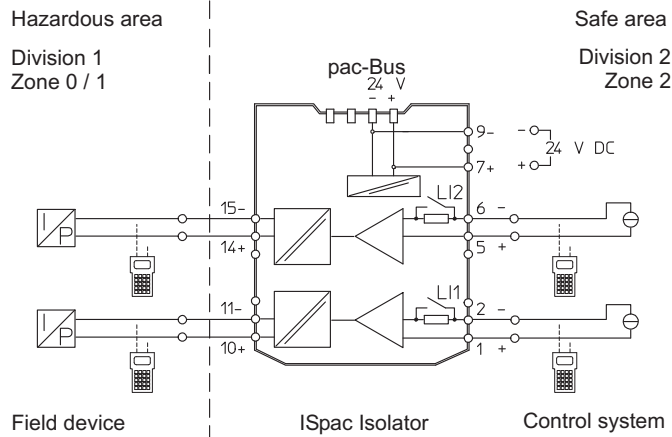 Hazardous area
Safe area
Division 1
Zone 0 / 1
Division 2
Zone 2
pac-Bus
24 V
- +
9-
-
24 V DC
7+
+
LI2
15-
6 -
I/P
14+
5 +
LI1
11-
2 -
I/P
10+
1 +
Field device
ISpac Isolator
Control system